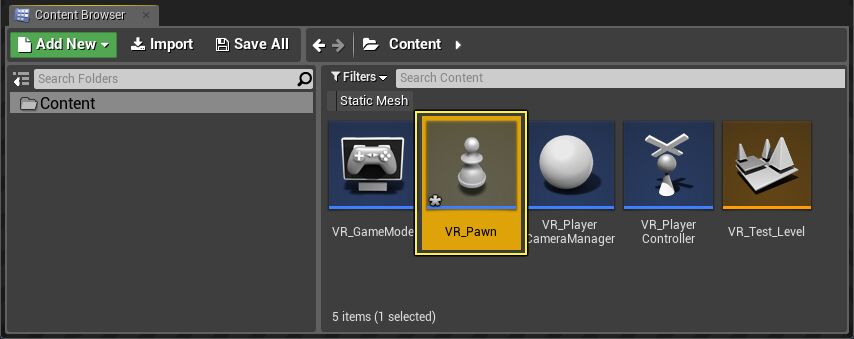 Content Browser
Add New
Import
Save All
Content
Search Folders
Filters
Search Content
Content
Static Mesh
VR_GameMode
VR_Pawn
VR_Player
CameraManager
VR_Player
Controller
VR_Test_Level
5 items (1 selected)